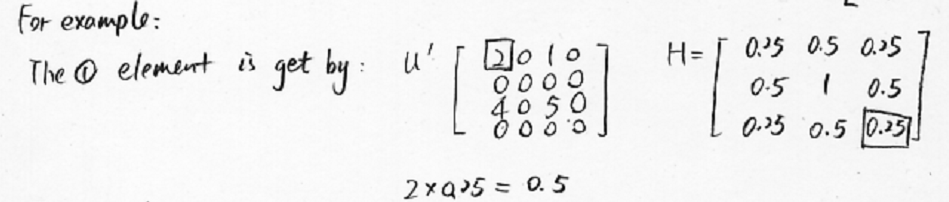 For example:
The ① element is get by: U' [ 2 0 1 0
0 0 0 0
4 0 5 0
0 0 0 0 ]
H = [ 0.25 0.5 0.25
0.5 1 0.5
0.25 0.5 0.25 ]
2 × 0.25 = 0.5